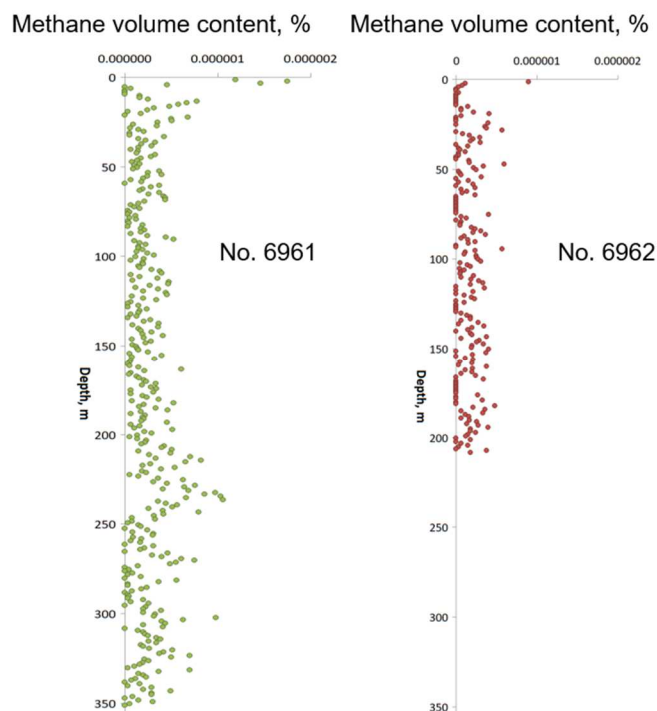 Methane volume content, % Methane volume content, %
0.000000 0.000001 0.000002
0 0.000001 0.000002
0
50
100
150
200
250
300
350
Depth, m
No. 6961
0
50
100
150
200
250
300
350
Depth, m
No. 6962